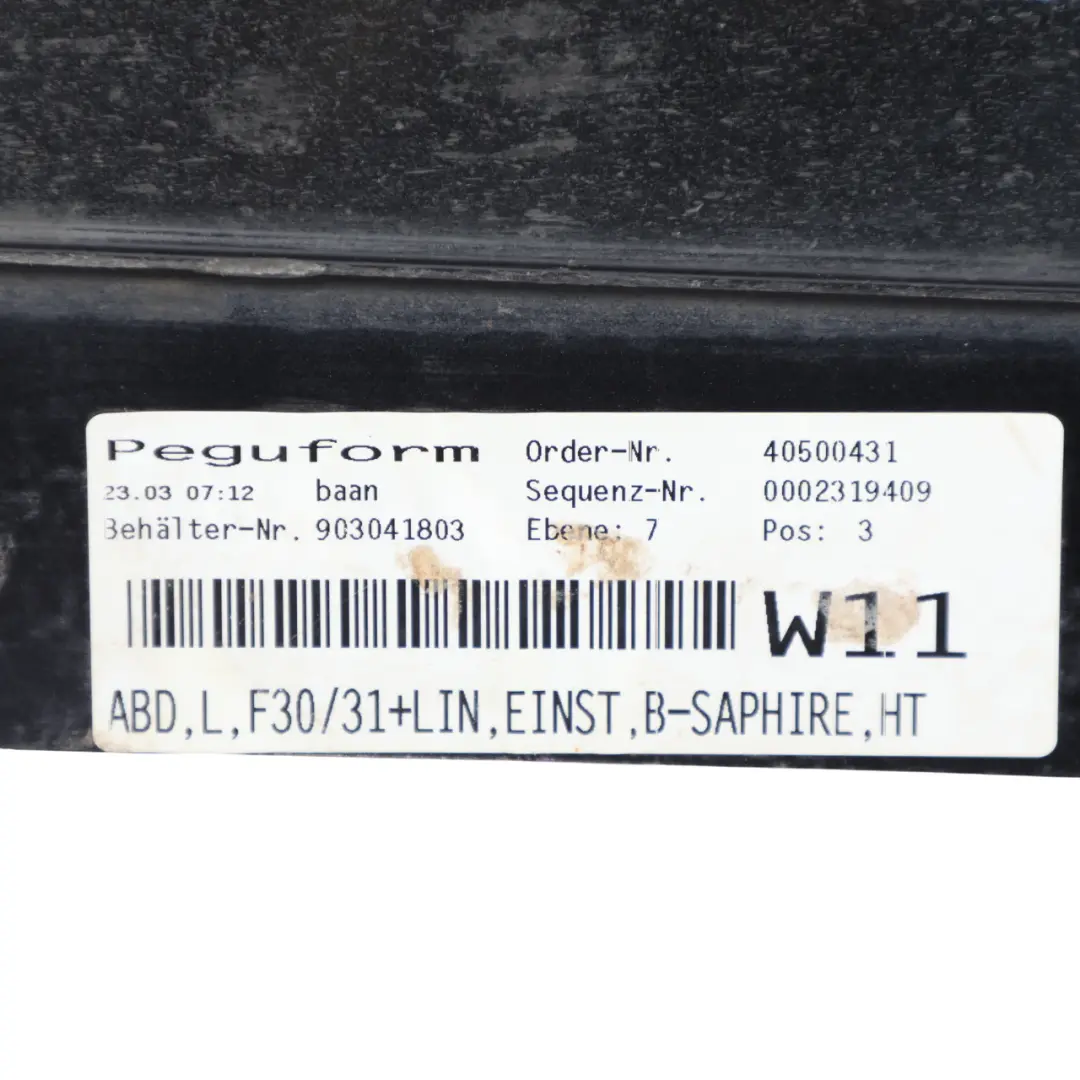 Peguform Order-Nr. 40500431
23.03 07:12 baan Sequenz-Nr. 0002319409
Behälter-Nr. 903041803 Ebene: 7 Pos: 3
W11
ABD,L,F30/31+LIN,EINST,B-SAPHIRE,HT